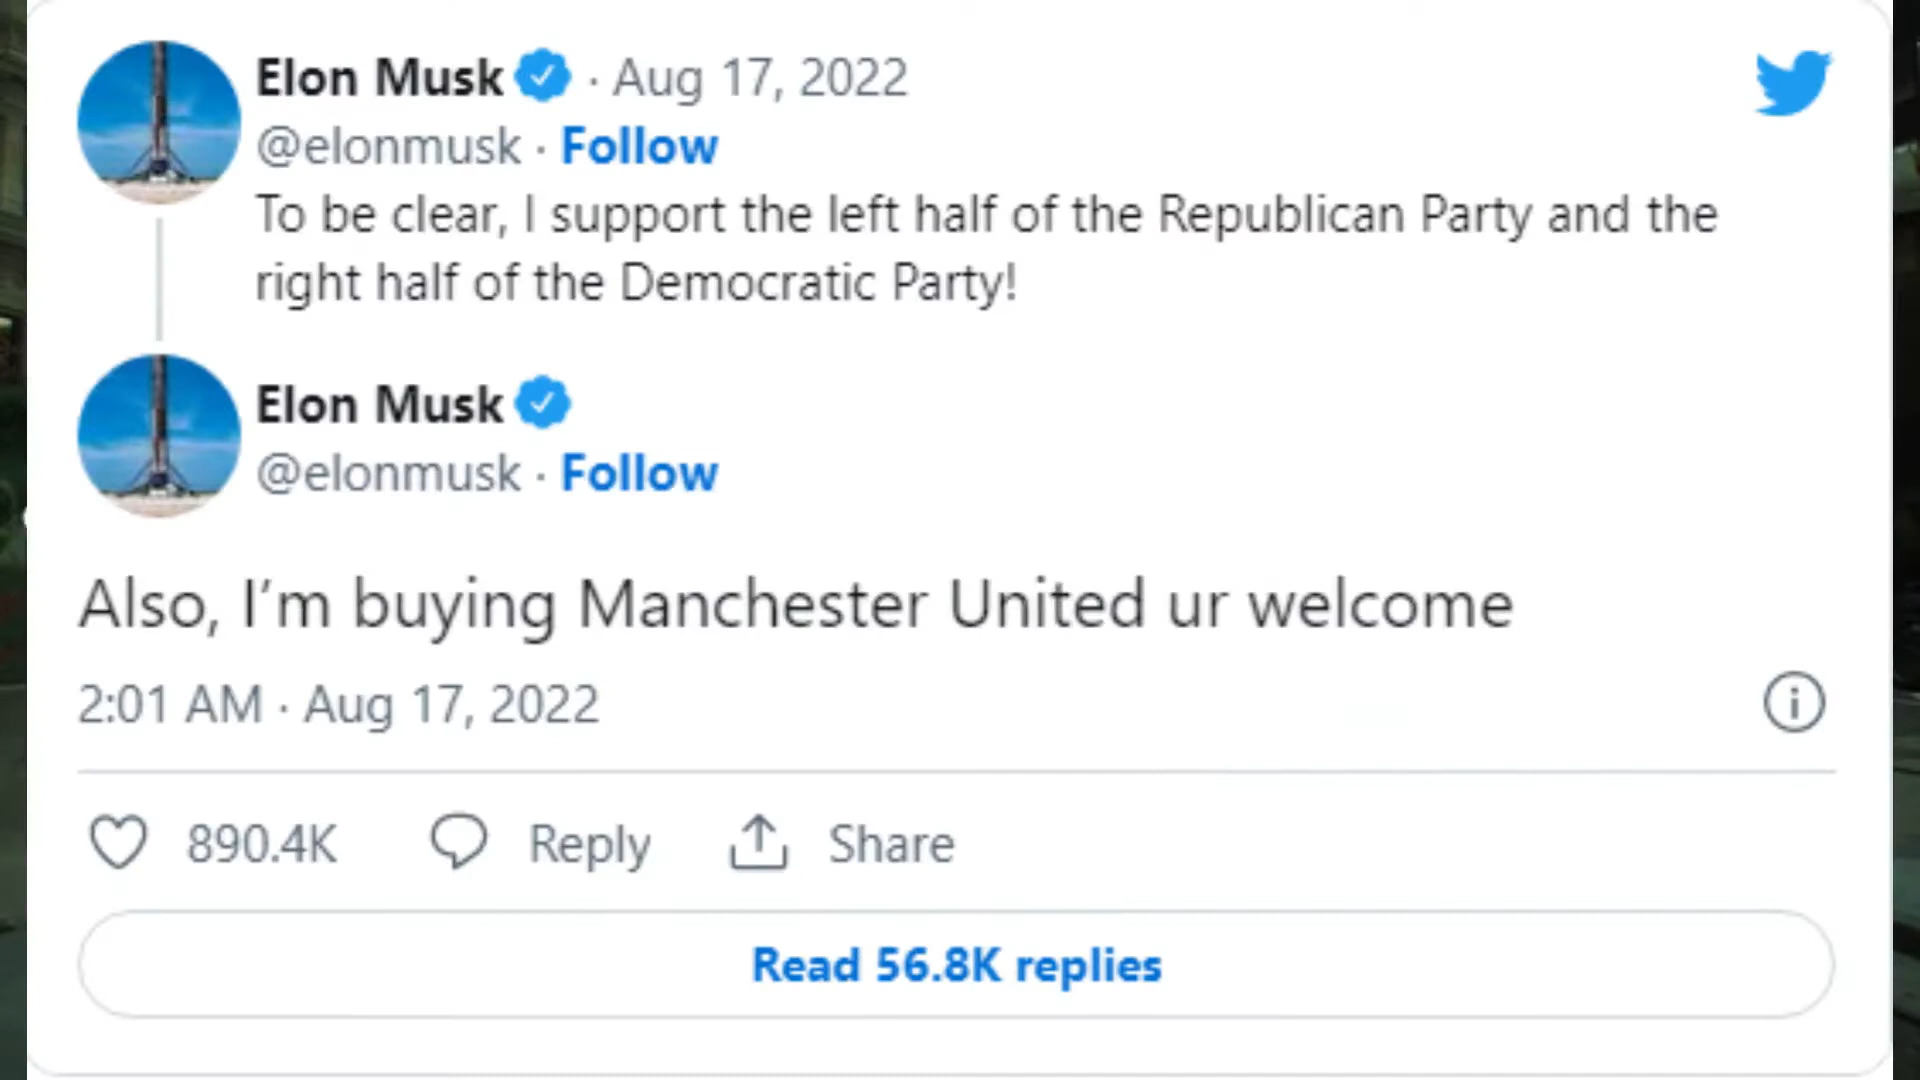 Elon Musk · Aug 17, 2022
@elonmusk · Follow
To be clear, I support the left half of the Republican Party and the
right half of the Democratic Party!
Elon Musk
@elonmusk · Follow
Also, I’m buying Manchester United ur welcome
2:01 AM · Aug 17, 2022
890.4K Reply Share
Read 56.8K replies